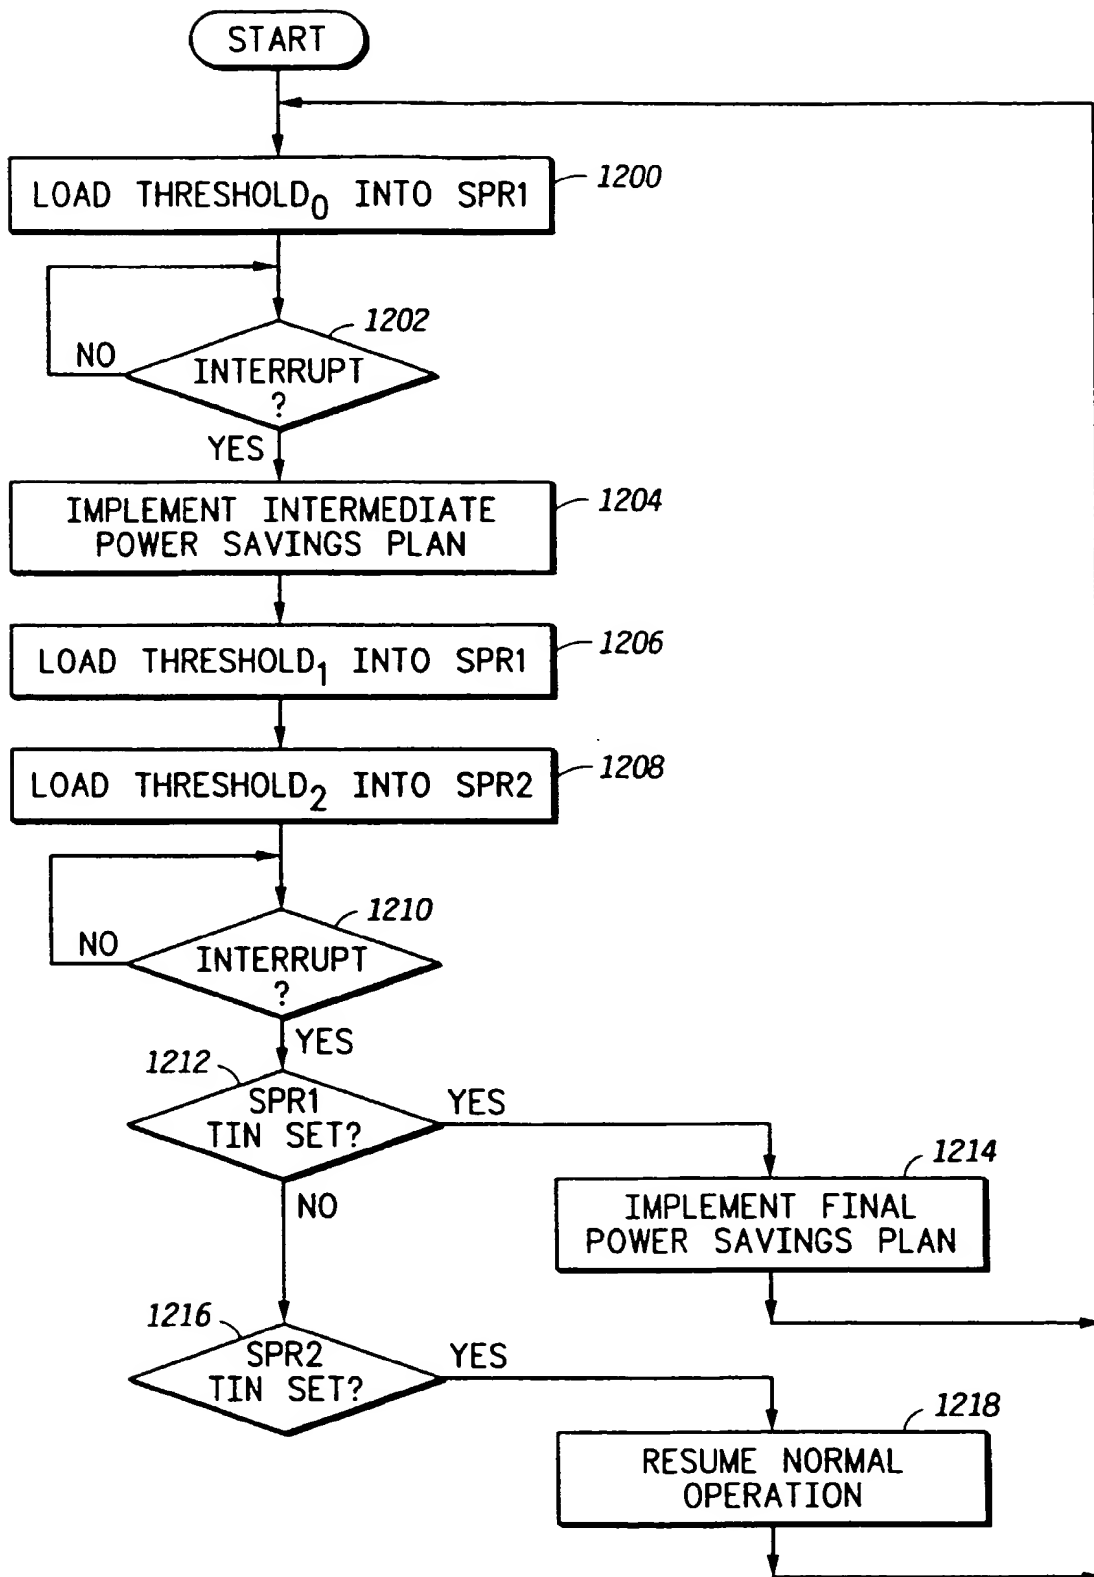 START
LOAD THRESHOLD0 INTO SPR1
1200
1202
INTERRUPT
?
NO
YES
IMPLEMENT INTERMEDIATE
POWER SAVINGS PLAN
1204
LOAD THRESHOLD1 INTO SPR1
1206
LOAD THRESHOLD2 INTO SPR2
1208
1210
INTERRUPT
?
NO
YES
1212
SPR1
TIN SET?
YES
NO
1214
IMPLEMENT FINAL
POWER SAVINGS PLAN
1216
SPR2
TIN SET?
YES
1218
RESUME NORMAL
OPERATION